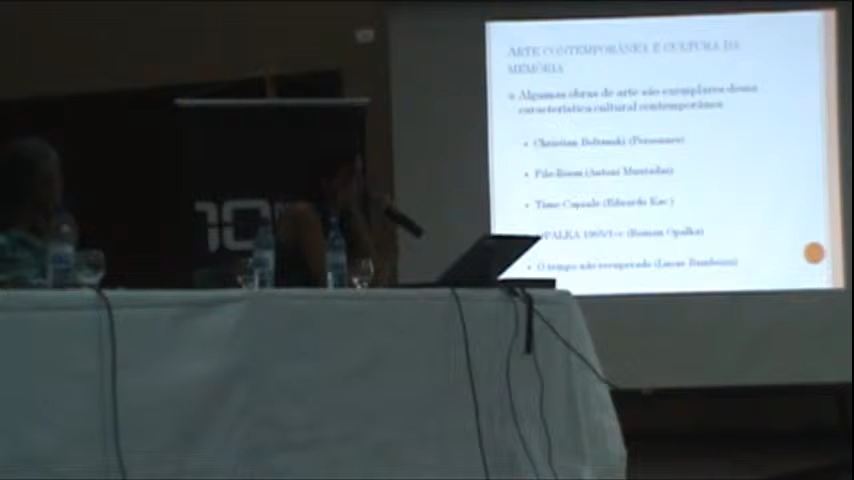 ARTE CONTEMPORÂNEA E CULTURA DA
MEMÓRIA
Algumas obras de arte são exemplares dessa
característica cultural contemporânea
Christian Boltanski (Personnes)
File Room (Antoni Muntadas)
Time Capsule (Eduardo Kac)
OPALKA 1965/1-∞ (Roman Opalka)
O tempo não recuperado (Lucas Bambozzi)
10